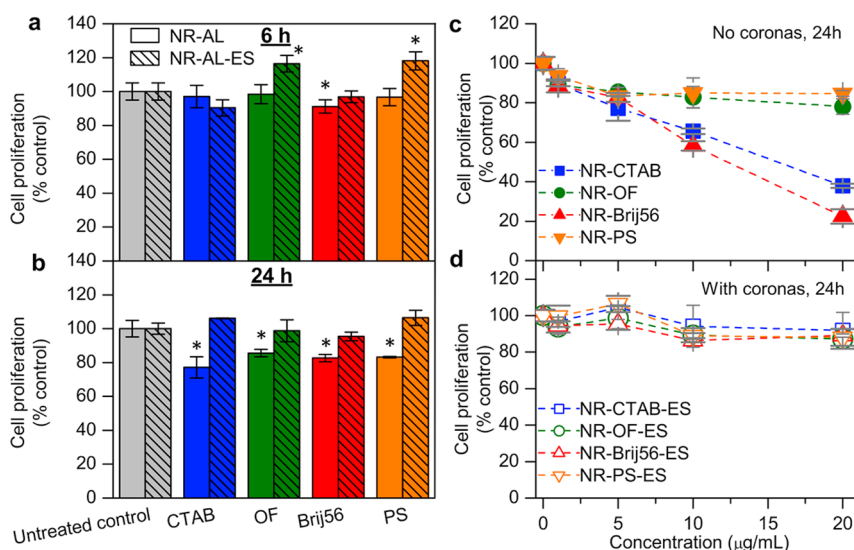 a
140
120
100
80
60
40
20
140
NR-AL
NR-AL-ES
6 h
*
*
*
Cell proliferation
(% control)
b
120
100
80
60
40
20
0
24 h
*
*
*
*
Cell proliferation
(% control)
Untreated control
CTAB
OF
Brij56
PS
c
120
100
80
60
40
20
0
No coronas, 24h
NR-CTAB
NR-OF
NR-Brij56
NR-PS
Cell proliferation
(% control)
d
120
100
80
60
40
20
0
With coronas, 24h
NR-CTAB-ES
NR-OF-ES
NR-Brij56-ES
NR-PS-ES
Cell proliferation
(% control)
0 5 10 15 20
Concentration (μg/mL)